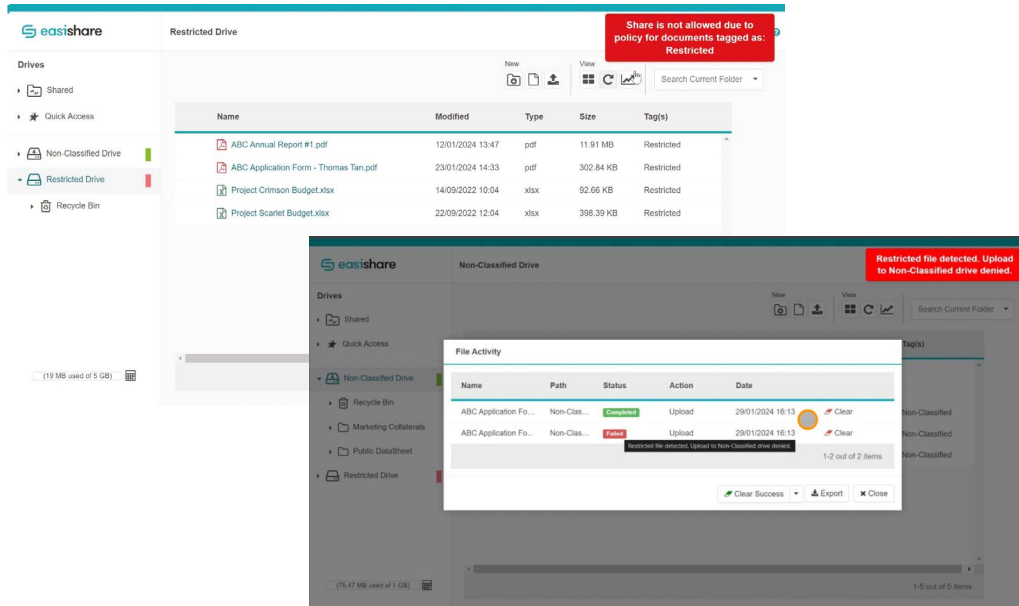 easishare
Restricted Drive
Share is not allowed due to
policy for documents tagged as:
Restricted
Drives
New
View
Search Current Folder
Shared
Quick Access
Non-Classified Drive
Restricted Drive
Recycle Bin
Name Modified Type Size Tag(s)
ABC Annual Report #1.pdf 12/01/2024 13:47 pdf 11.91 MB Restricted
ABC Application Form - Thomas Tan.pdf 23/01/2024 14:33 pdf 302.84 KB Restricted
Project Crimson Budget.xlsx 14/09/2022 10:04 xlsx 92.66 KB Restricted
Project Scarlet Budget.xlsx 22/09/2022 12:04 xlsx 398.39 KB Restricted
(19 MB used of 5 GB)
easishare
Non-Classified Drive
Restricted file detected. Upload
to Non-Classified drive denied.
Drives
New
View
Search Current Folder
Shared
Quick Access
Non-Classified Drive
Recycle Bin
Marketing Collaterals
Public DataSheet
Restricted Drive
Tag(s)
Non-Classified
Non-Classified
Non-Classified
File Activity
Name Path Status Action Date
ABC Application Fo... Non-Clas... Completed Upload 29/01/2024 16:13 Clear
ABC Application Fo... Non-Clas... Failed Upload 29/01/2024 16:13 Clear
Restricted file detected. Upload to Non-Classified drive denied.
1-2 out of 2 items
Clear Success Export Close
(75.47 MB used of 1 GB)
1-5 out of 5 items